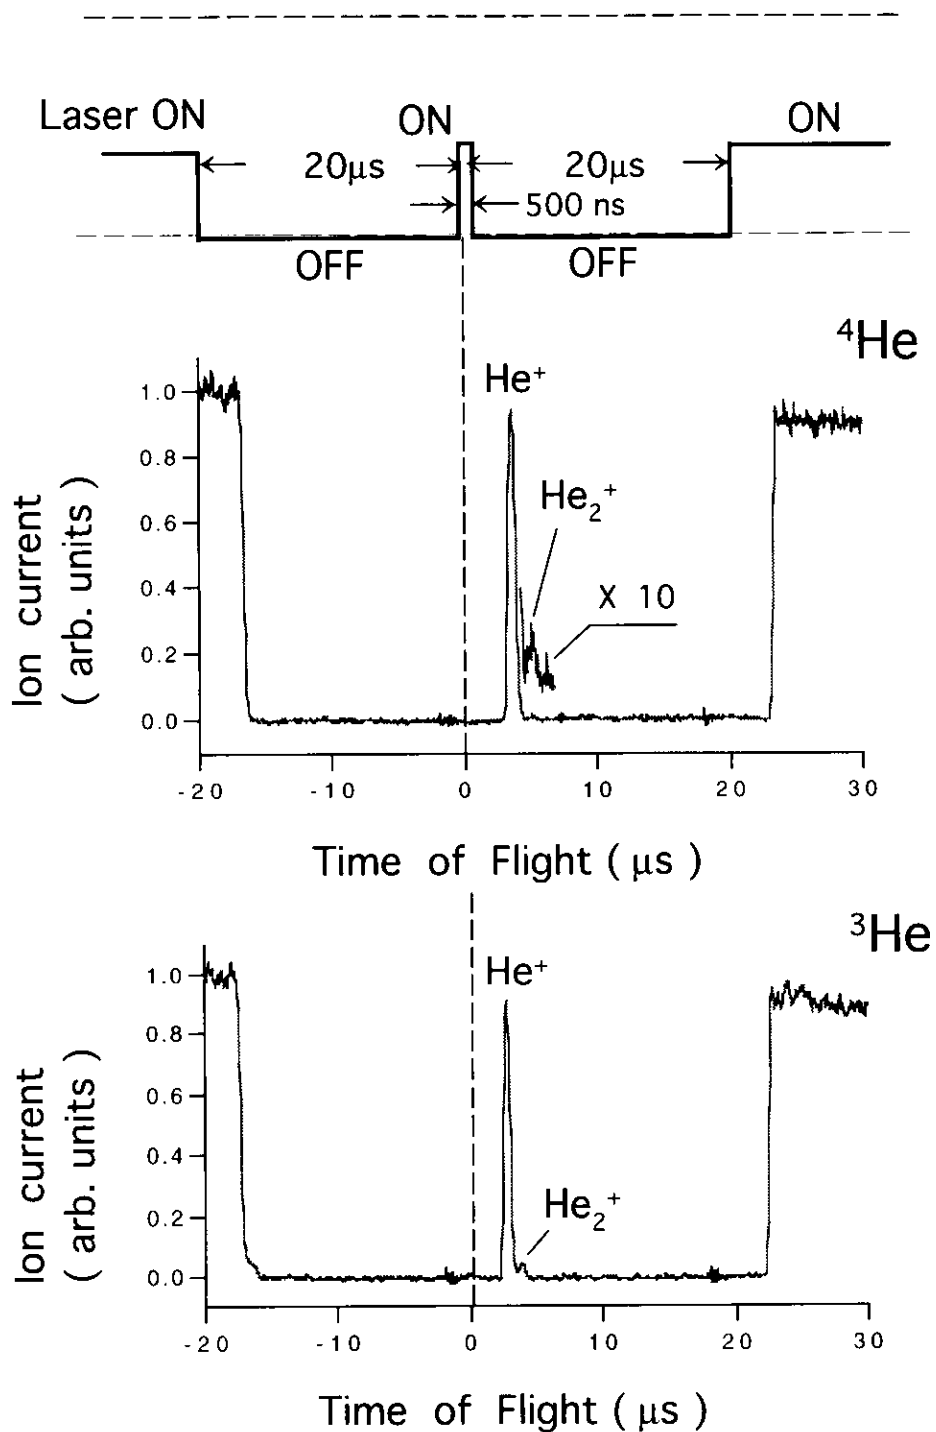 Laser ON
ON
ON
20μs
20μs
500 ns
OFF
OFF
⁴He
He⁺
He₂⁺
X 10
1.0
0.8
0.6
0.4
0.2
0.0
Ion current
( arb. units )
-20
-10
0
10
20
30
Time of Flight ( μs )
³He
He⁺
He₂⁺
1.0
0.8
0.6
0.4
0.2
0.0
Ion current
( arb. units )
-20
-10
0
10
20
30
Time of Flight ( μs )